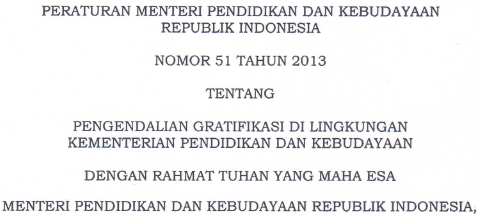 PERATURAN MENTERI PENDIDIKAN DAN KEBUDAYAAN
REPUBLIK INDONESIA
NOMOR 51 TAHUN 2013
TENTANG
PENGENDALIAN GRATIFIKASI DI LINGKUNGAN
KEMENTERIAN PENDIDIKAN DAN KEBUDAYAAN
DENGAN RAHMAT TUHAN YANG MAHA ESA
MENTERI PENDIDIKAN DAN KEBUDAYAAN REPUBLIK INDONESIA,